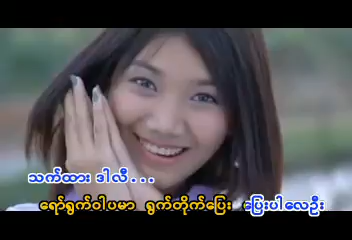 သက်ထား ဒါလီ...
ရော်ရွက်ဝါပမာ ရွက်တိုက်ပြေး ပြေးပါလေဦး